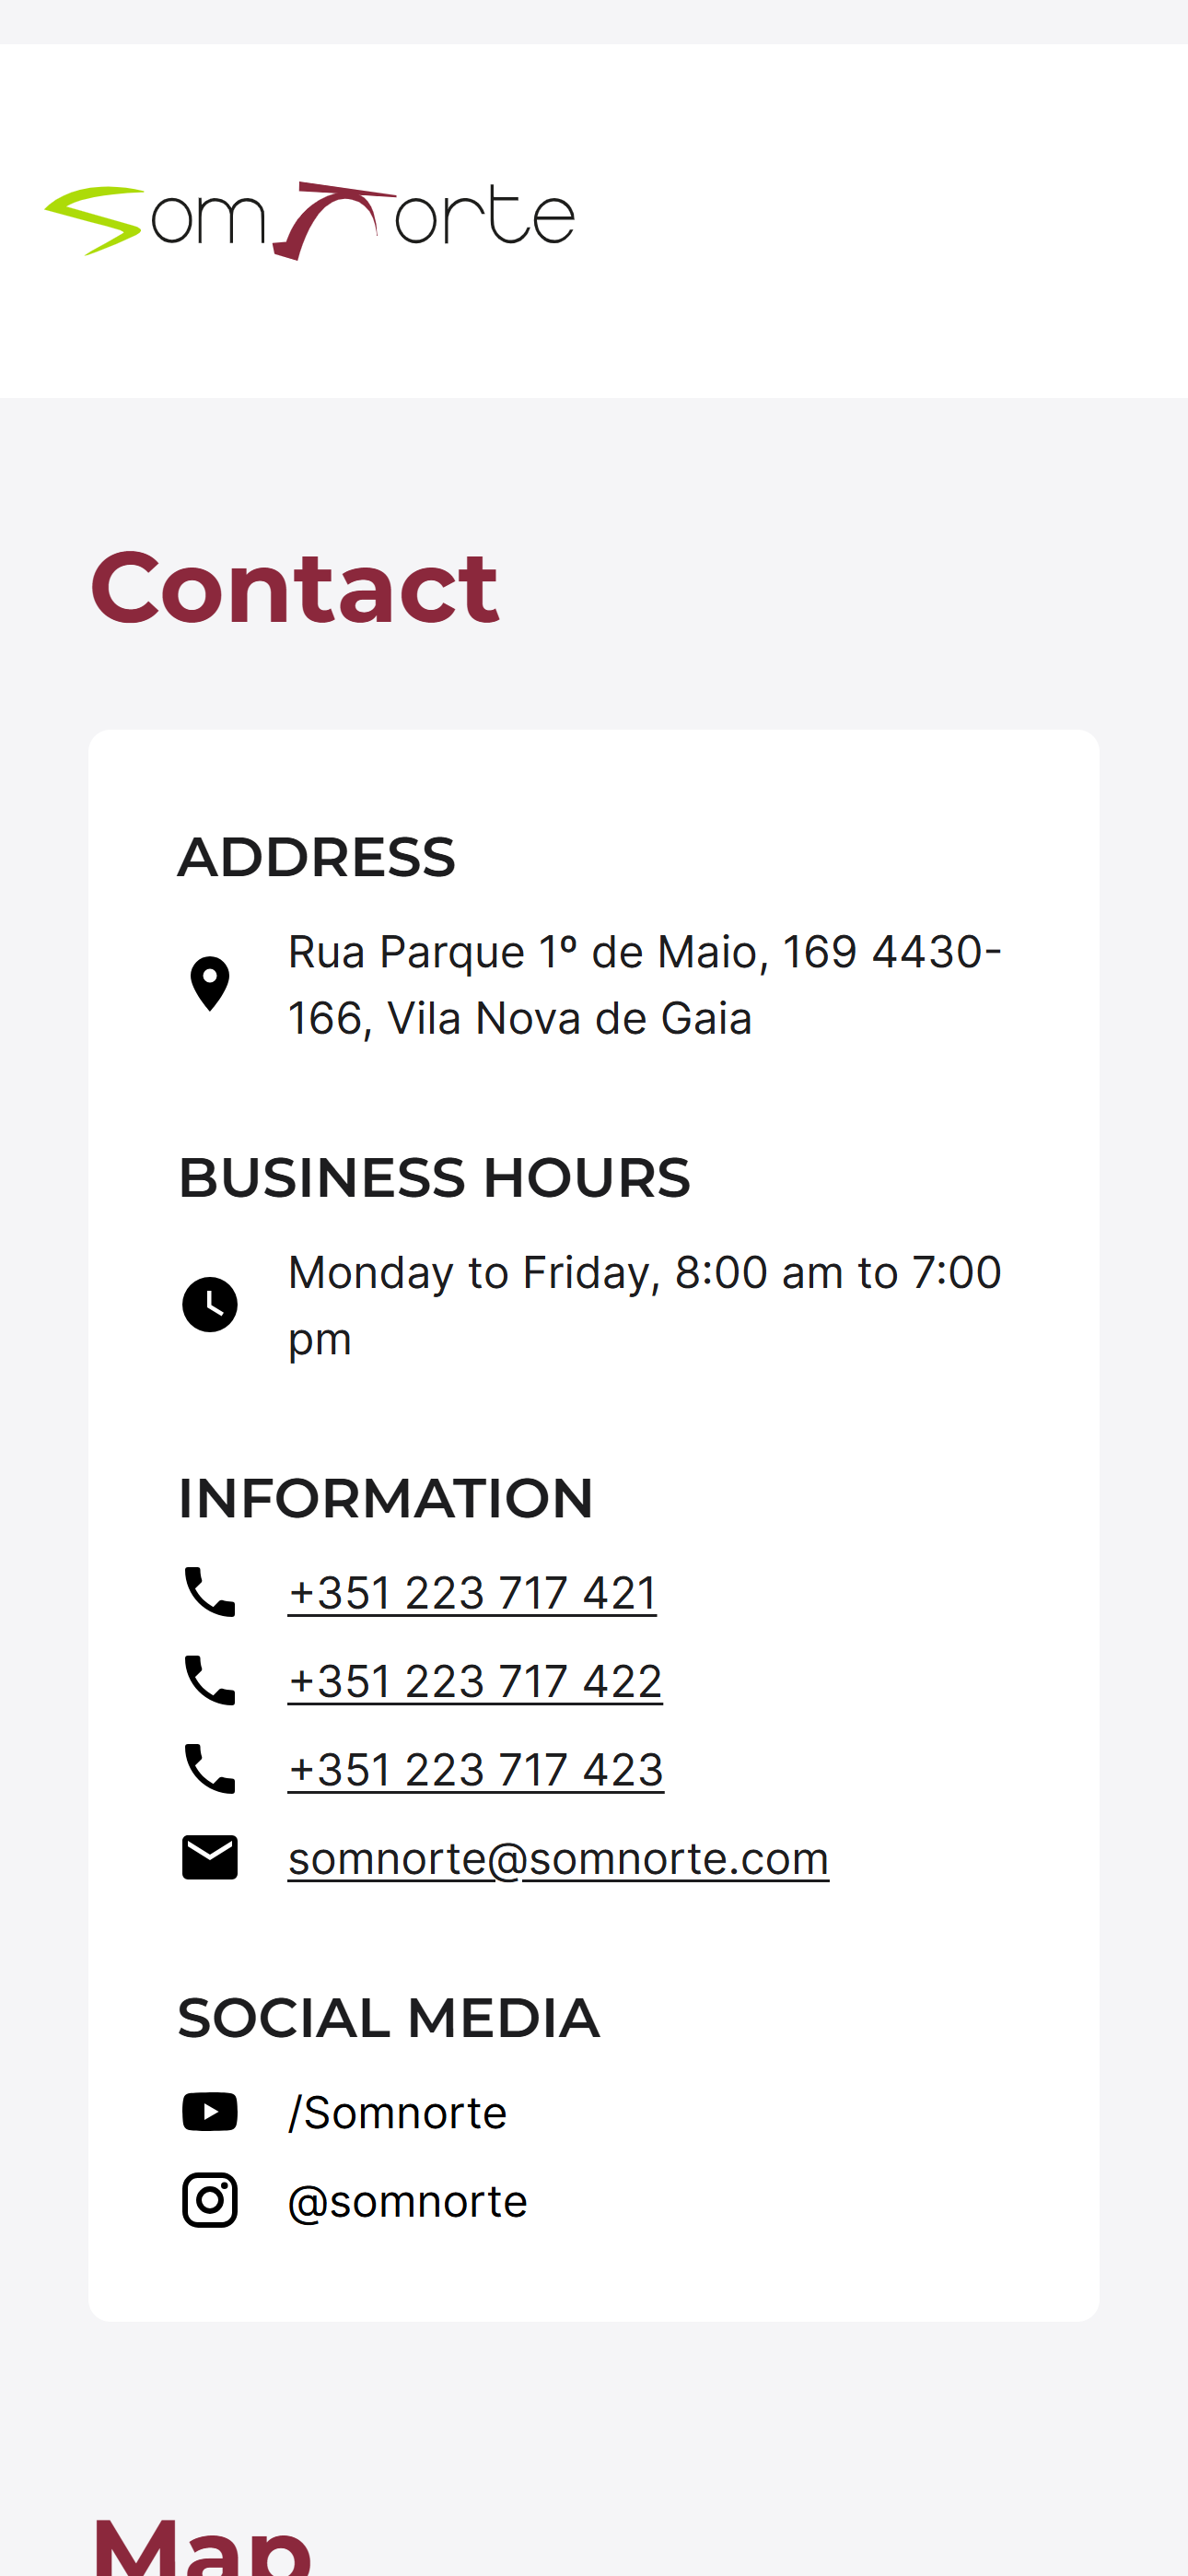 SomNorte
Contact
ADDRESS
Rua Parque 1º de Maio, 169 4430-
166, Vila Nova de Gaia
BUSINESS HOURS
Monday to Friday, 8:00 am to 7:00
pm
INFORMATION
+351 223 717 421
+351 223 717 422
+351 223 717 423
somnorte@somnorte.com
SOCIAL MEDIA
/Somnorte
@somnorte
Map